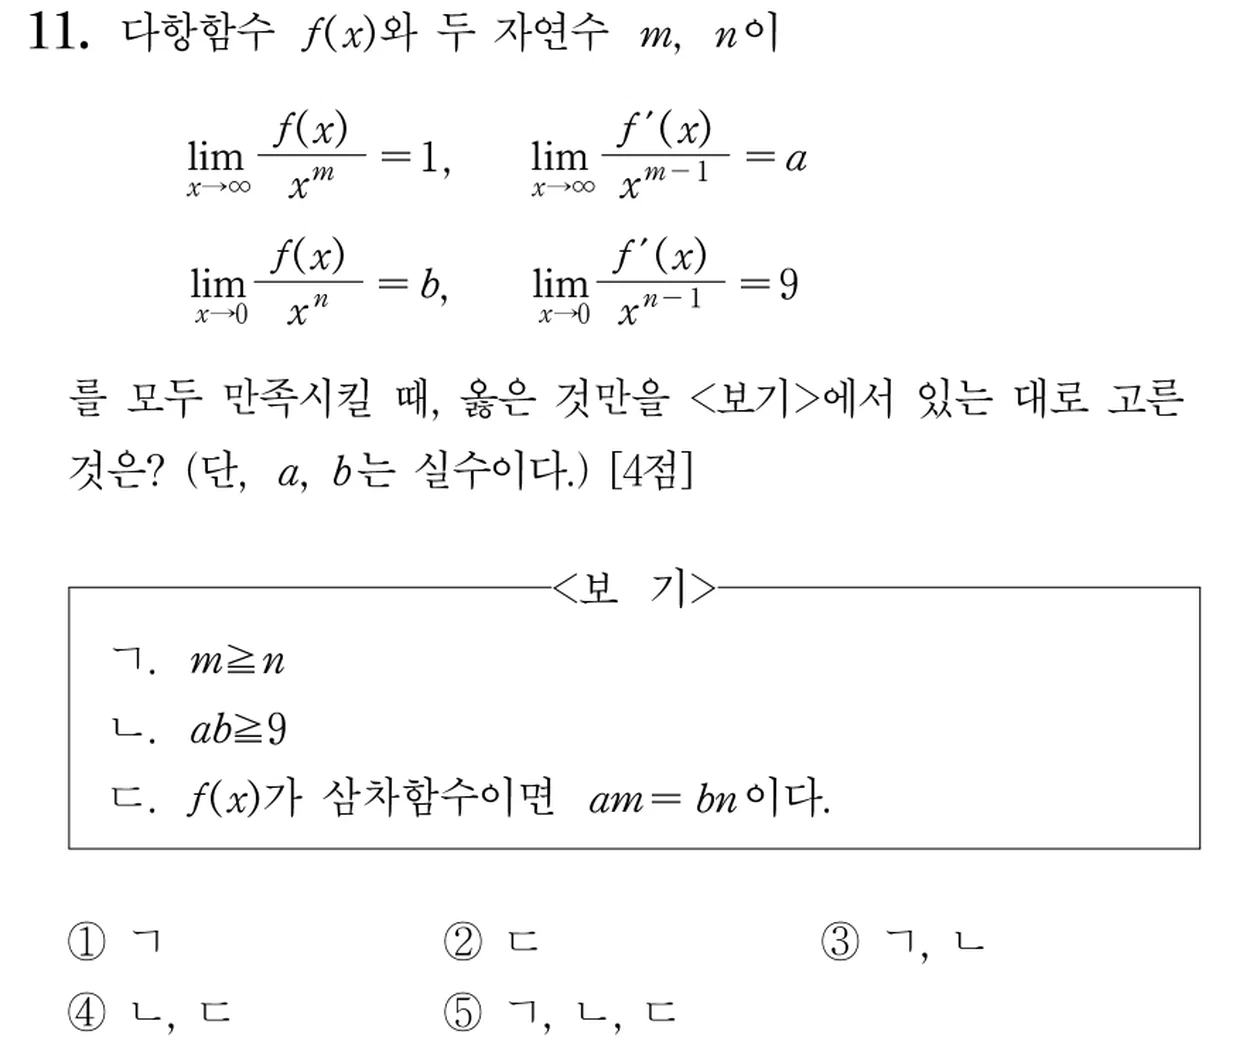 11. 다항함수 f(x)와 두 자연수 m, n이
lim_{x→∞} f(x)/x^m = 1, lim_{x→∞} f′(x)/x^{m-1} = a
lim_{x→0} f(x)/x^n = b, lim_{x→0} f′(x)/x^{n-1} = 9
를 모두 만족시킬 때, 옳은 것만을 <보기>에서 있는 대로 고른
것은? (단, a, b는 실수이다.) [4점]
<보 기>
ㄱ. m≧n
ㄴ. ab≧9
ㄷ. f(x)가 삼차함수이면 am=bn이다.
① ㄱ ② ㄷ ③ ㄱ, ㄴ
④ ㄴ, ㄷ ⑤ ㄱ, ㄴ, ㄷ